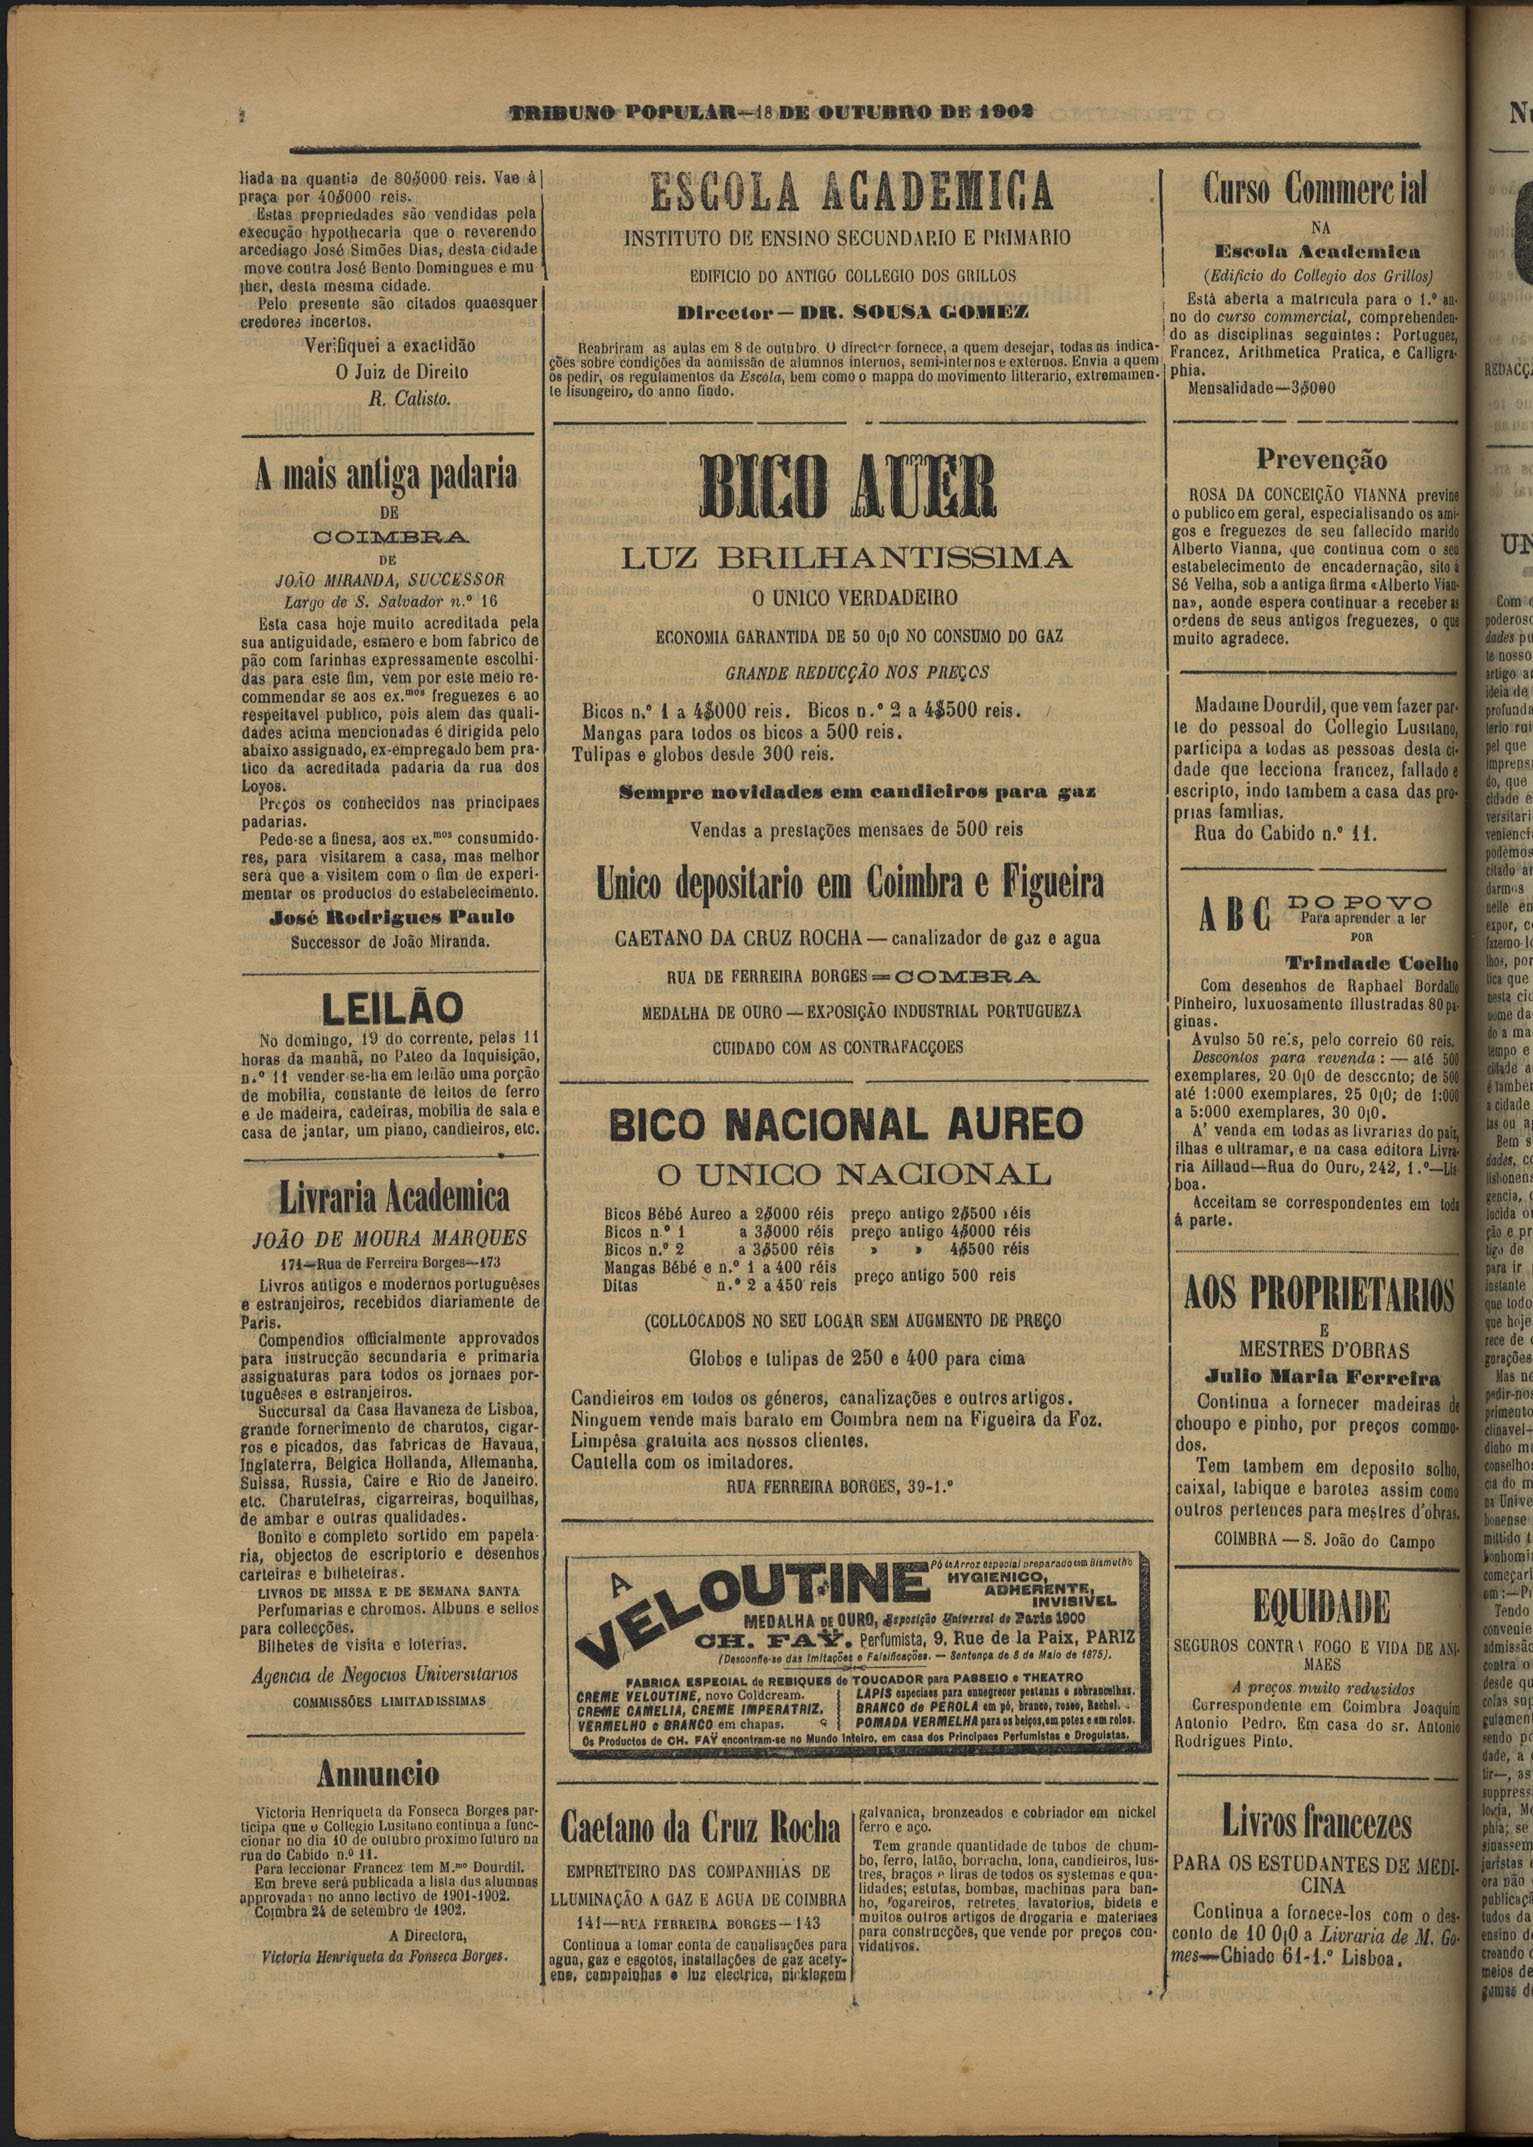 TRIBUNO POPULAR—18 DE OUTUBRO DE 1902
liada na quantia de 80$000 reis. Vae á
praça por 40$000 reis.
Estas propriedades são vendidas pela
execução hypothecaria que o reverendo
arcediago José Simões Dias, desta cidade
move contra José Bento Domingues e mu
lher, desta mesma cidade.
Pelo presente são citados quaesquer
credores incertos.
Verifiquei a exactidão
O Juiz de Direito
R. Calisto.
A mais antiga padaria
DE
COIMBRA
DE
JOÃO MIRANDA, SUCCESSOR
Largo de S. Salvador n.º 16
Esta casa hoje muito acreditada pela
sua antiguidade, esmero e bom fabrico de
pão com farinhas expressamente escolhi-
das para este fim, vem por este meio re-
commendar se aos ex.mos freguezes e ao
respeitavel publico, pois alem das quali-
dades acima mencionadas é dirigida pelo
abaixo assignado, ex-empregado bem pra-
tico da acreditada padaria da rua dos
Loyos.
Preços os conhecidos nas principaes
padarias.
Pede-se a finesa, aos ex.mos consumido-
res, para visitarem a casa, mas melhor
será que a visitem com o fim de experi-
mentar os productos do estabelecimento.
José Rodrigues Paulo
Successor de João Miranda.
LEILÃO
No domingo, 19 do corrente, pelas 11
horas da manhã, no Pateo da Inquisição,
n.º 11 vender-se-ha em leilão uma porção
de mobilia, constante de leitos de ferro
e de madeira, cadeiras, mobilia de sala e
casa de jantar, um piano, candieiros, etc.
Livraria Academica
JOÃO DE MOURA MARQUES
171—Rua de Ferreira Borges—173
Livros antigos e modernos portuguêses
e estranjeiros, recebidos diariamente de
Paris.
Compendios officialmente approvados
para instrucção secundaria e primaria
assignaturas para todos os jornaes por-
tuguêses e estranjeiros.
Succursal da Casa Havaneza de Lisboa,
grande fornecimento de charutos, cigar-
ros e picados, das fabricas de Havana,
Inglaterra, Belgica Hollanda, Allemanha,
Suissa, Russia, Caire e Rio de Janeiro.
etc. Charuteiras, cigarreiras, boquilhas,
de ambar e outras qualidades.
Bonito e completo sortido em papela-
ria, objectos de escriptorio e desenhos
carteiras e bilheteiras.
LIVROS DE MISSA E DE SEMANA SANTA
Perfumarias e chromos. Albuns e sellos
para collecções.
Bilhetes de visita e loterias.
Agencia de Negocios Universitarios
COMMISSÕES LIMITADISSIMAS
Annuncio
Victoria Henriqueta da Fonseca Borges par-
ticipa que o Collegio Lusitano continua a func-
cionar no dia 10 de outubro proximo futuro na
rua do Cabido n.º 11.
Para leccionar Francez tem M.me Dourdil.
Em breve será publicada a lista das alumnas
approvadas no anno lectivo de 1901-1902.
Coimbra 24 de setembro de 1902.
A Directora,
Victoria Henriqueta da Fonseca Borges.
ESCOLA ACADEMICA
INSTITUTO DE ENSINO SECUNDARIO E PRIMARIO
EDIFICIO DO ANTIGO COLLEGIO DOS GRILLOS
Director — DR. SOUSA GOMEZ
Reabriram as aulas em 8 de outubro. O director fornece, a quem desejar, todas as indica-
ções sobre condições da admissão de alumnos internos, semi-internos e externos. Envia a quem
os pedir, os regulamentos da Escola, bem como o mappa do movimento litterario, extremamen-
te lisongeiro, do anno findo.
BICO AUER
LUZ BRILHANTISS1MA
O UNICO VERDADEIRO
ECONOMIA GARANTIDA DE 50 0|0 NO CONSUMO DO GAZ
GRANDE REDUCÇÃO NOS PREÇOS
Bicos n.º 1 a 4$000 reis. Bicos n.º 2 a 4$500 reis.
Mangas para todos os bicos a 500 reis.
Tulipas e globos desde 300 reis.
Sempre novidades em candieiros para gaz
Vendas a prestações mensaes de 500 reis
Unico depositario em Coimbra e Figueira
CAETANO DA CRUZ ROCHA — canalizador de gaz e agua
RUA DE FERREIRA BORGES = COMBRA
MEDALHA DE OURO — EXPOSIÇÃO INDUSTRIAL PORTUGUEZA
CUIDADO COM AS CONTRAFACÇOES
BICO NACIONAL AUREO
O UNICO NACIONAL
Bicos Bébé Aureo a 2$000 réis preço antigo 2$500 réis
Bicos n.º 1 a 3$000 réis preço antigo 4$000 réis
Bicos n.º 2 a 3$500 réis » » 4$500 réis
Mangas Bébé e n.º 1 a 400 réis
Ditas n.º 2 a 450 reis preço antigo 500 reis
(COLLOCADOS NO SEU LOGAR SEM AUGMENTO DE PREÇO
Globos e tulipas de 250 e 400 para cima
Candieiros em todos os géneros, canalizações e outros artigos.
Ninguem vende mais barato em Coimbra nem na Figueira da Foz.
Limpêsa gratuita aos nossos clientes.
Cautella com os imitadores.
RUA FERREIRA BORGES, 39-1.º
A VELOUTINE
Pó de Arroz especial preparado com Bismutho
HYGIENICO,
ADHERENTE,
INVISIVEL
MEDALHA DE OURO, Esposição Universal de Paris 1900
CH. FAŸ, Perfumista, 9, Rue de la Paix, PARIZ
(Desconfie-se das Imitações e Falsificações. — Sentença de 8 de Maio de 1875).
FABRICA ESPECIAL de REBIQUES de TOUCADOR para PASSEIO e THEATRO
CREME VELOUTINE, novo Coldcream.
CREME CAMELIA, CREME IMPERATRIZ.
VERMELHO e BRANCO em chapas.
LAPIS especiaes para ennegrecer pestanas e sobrancelhas.
BRANCO de PEROLA em pó, branco, roseo, Rachel.
POMADA VERMELHA para os beiços, em potes e em rolos.
Os Productos de CH. FAŸ encontram-se no Mundo Inteiro, em casa dos Principaes Perfumistas e Droguistas.
Caetano da Cruz Rocha
EMPREITEIRO DAS COMPANHIAS DE
LLUMINAÇÃO A GAZ E AGUA DE COIMBRA
141—RUA FERREIRA BORGES—143
Continua a tomar conta de canalisações para
agua, gaz e esgotos, installações de gaz acety-
ene, campainhas e luz electrica, nicklagem
galvanica, bronzeados e cobriador em nickel
ferro e aço.
Tem grande quantidade de tubos de chum-
bo, ferro, latão, borracha, lona, candieiros, lus-
tres, braços e liras de todos os systemas e qua-
lidades; estufas, bombas, machinas para ban-
ho, fogareiros, retretes, lavatorios, bidets e
muitos outros artigos de drogaria e materiaes
para construcções, que vende por preços con-
vidativos.
Curso Commercial
NA
Escola Academica
(Edificio do Collegio dos Grillos)
Está aberta a matricula para o 1.º an-
no do curso commercial, comprehenden-
do as disciplinas seguintes: Portuguez,
Francez, Arithmetica Pratica, e Calligra-
phia.
Mensalidade—3$000
Prevenção
ROSA DA CONCEIÇÃO VIANNA previne
o publico em geral, especialisando os ami-
gos e freguezes de seu fallecido marido
Alberto Vianna, que continua com o seu
estabelecimento de encadernação, sito á
Sé Velha, sob a antiga firma «Alberto Vian-
na», aonde espera continuar a receber as
ordens de seus antigos freguezes, o que
muito agradece.
Madame Dourdil, que vem fazer par-
te do pessoal do Collegio Lusitano,
participa a todas as pessoas desta ci-
dade que lecciona francez, fallado e
escripto, indo tambem a casa das pro-
prias familias.
Rua do Cabido n.º 11.
A B C DO POVO
Para aprender a ler
POR
Trindade Coelho
Com desenhos de Raphael Bordallo
Pinheiro, luxuosamente illustradas 80 pa-
ginas.
Avulso 50 reis, pelo correio 60 reis.
Descontos para revenda: — até 500
exemplares, 20 0|0 de desconto; de 500
até 1:000 exemplares, 25 0|0; de 1:000
a 5:000 exemplares, 30 0|0.
A' venda em todas as livrarias do paiz,
ilhas e ultramar, e na casa editora Livra-
ria Aillaud—Rua do Ouro, 242, 1.º—Lis-
boa.
Acceitam se correspondentes em toda
á parte.
AOS PROPRIETARIOS
E
MESTRES D'OBRAS
Julio Maria Ferreira
Continua a fornecer madeiras de
choupo e pinho, por preços commo-
dos.
Tem tambem em deposito solho,
caixal, tabique e barotes assim como
outros pertences para mestres d'obras.
COIMBRA — S. João do Campo
EQUIDADE
SEGUROS CONTRA FOGO E VIDA DE ANI-
MAES
A preços muito reduzidos
Correspondente em Coimbra Joaquim
Antonio Pedro. Em casa do sr. Antonio
Rodrigues Pinto.
Livros francezes
PARA OS ESTUDANTES DE MEDI-
CINA
Continua a fornece-los com o des-
conto de 10 0|0 a Livraria de M. Go-
mes—Chiado 61-1.º Lisboa.